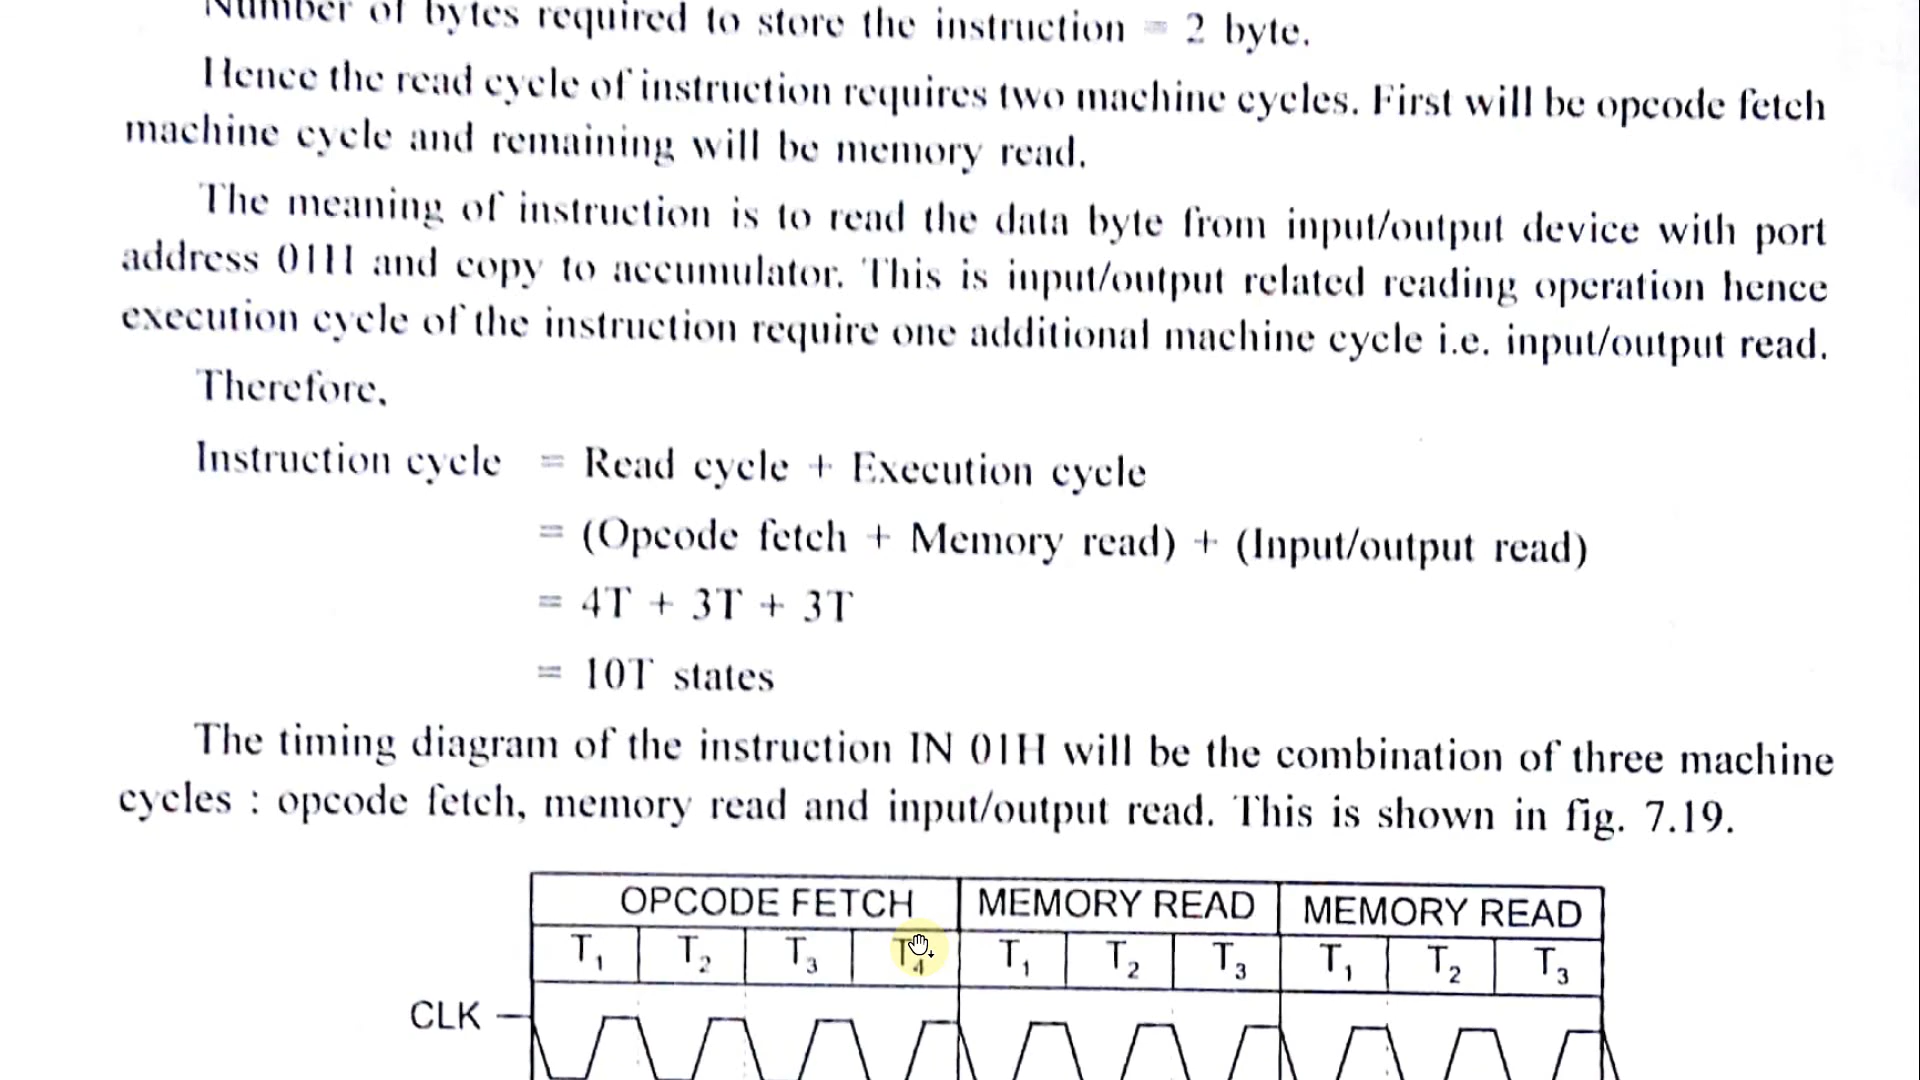 Number of bytes required to store the instruction = 2 byte.
Hence the read cycle of instruction requires two machine cycles. First will be opcode fetch
machine cycle and remaining will be memory read.
The meaning of instruction is to read the data byte from input/output device with port
address 01H and copy to accumulator. This is input/output related reading operation hence
execution cycle of the instruction require one additional machine cycle i.e. input/output read.
Therefore,
Instruction cycle = Read cycle + Execution cycle
= (Opcode fetch + Memory read) + (Input/output read)
= 4T + 3T + 3T
= 10T states
The timing diagram of the instruction IN 01H will be the combination of three machine
cycles : opcode fetch, memory read and input/output read. This is shown in fig. 7.19.
OPCODE FETCH MEMORY READ MEMORY READ
T1 T2 T3 T4 T1 T2 T3 T1 T2 T3
CLK